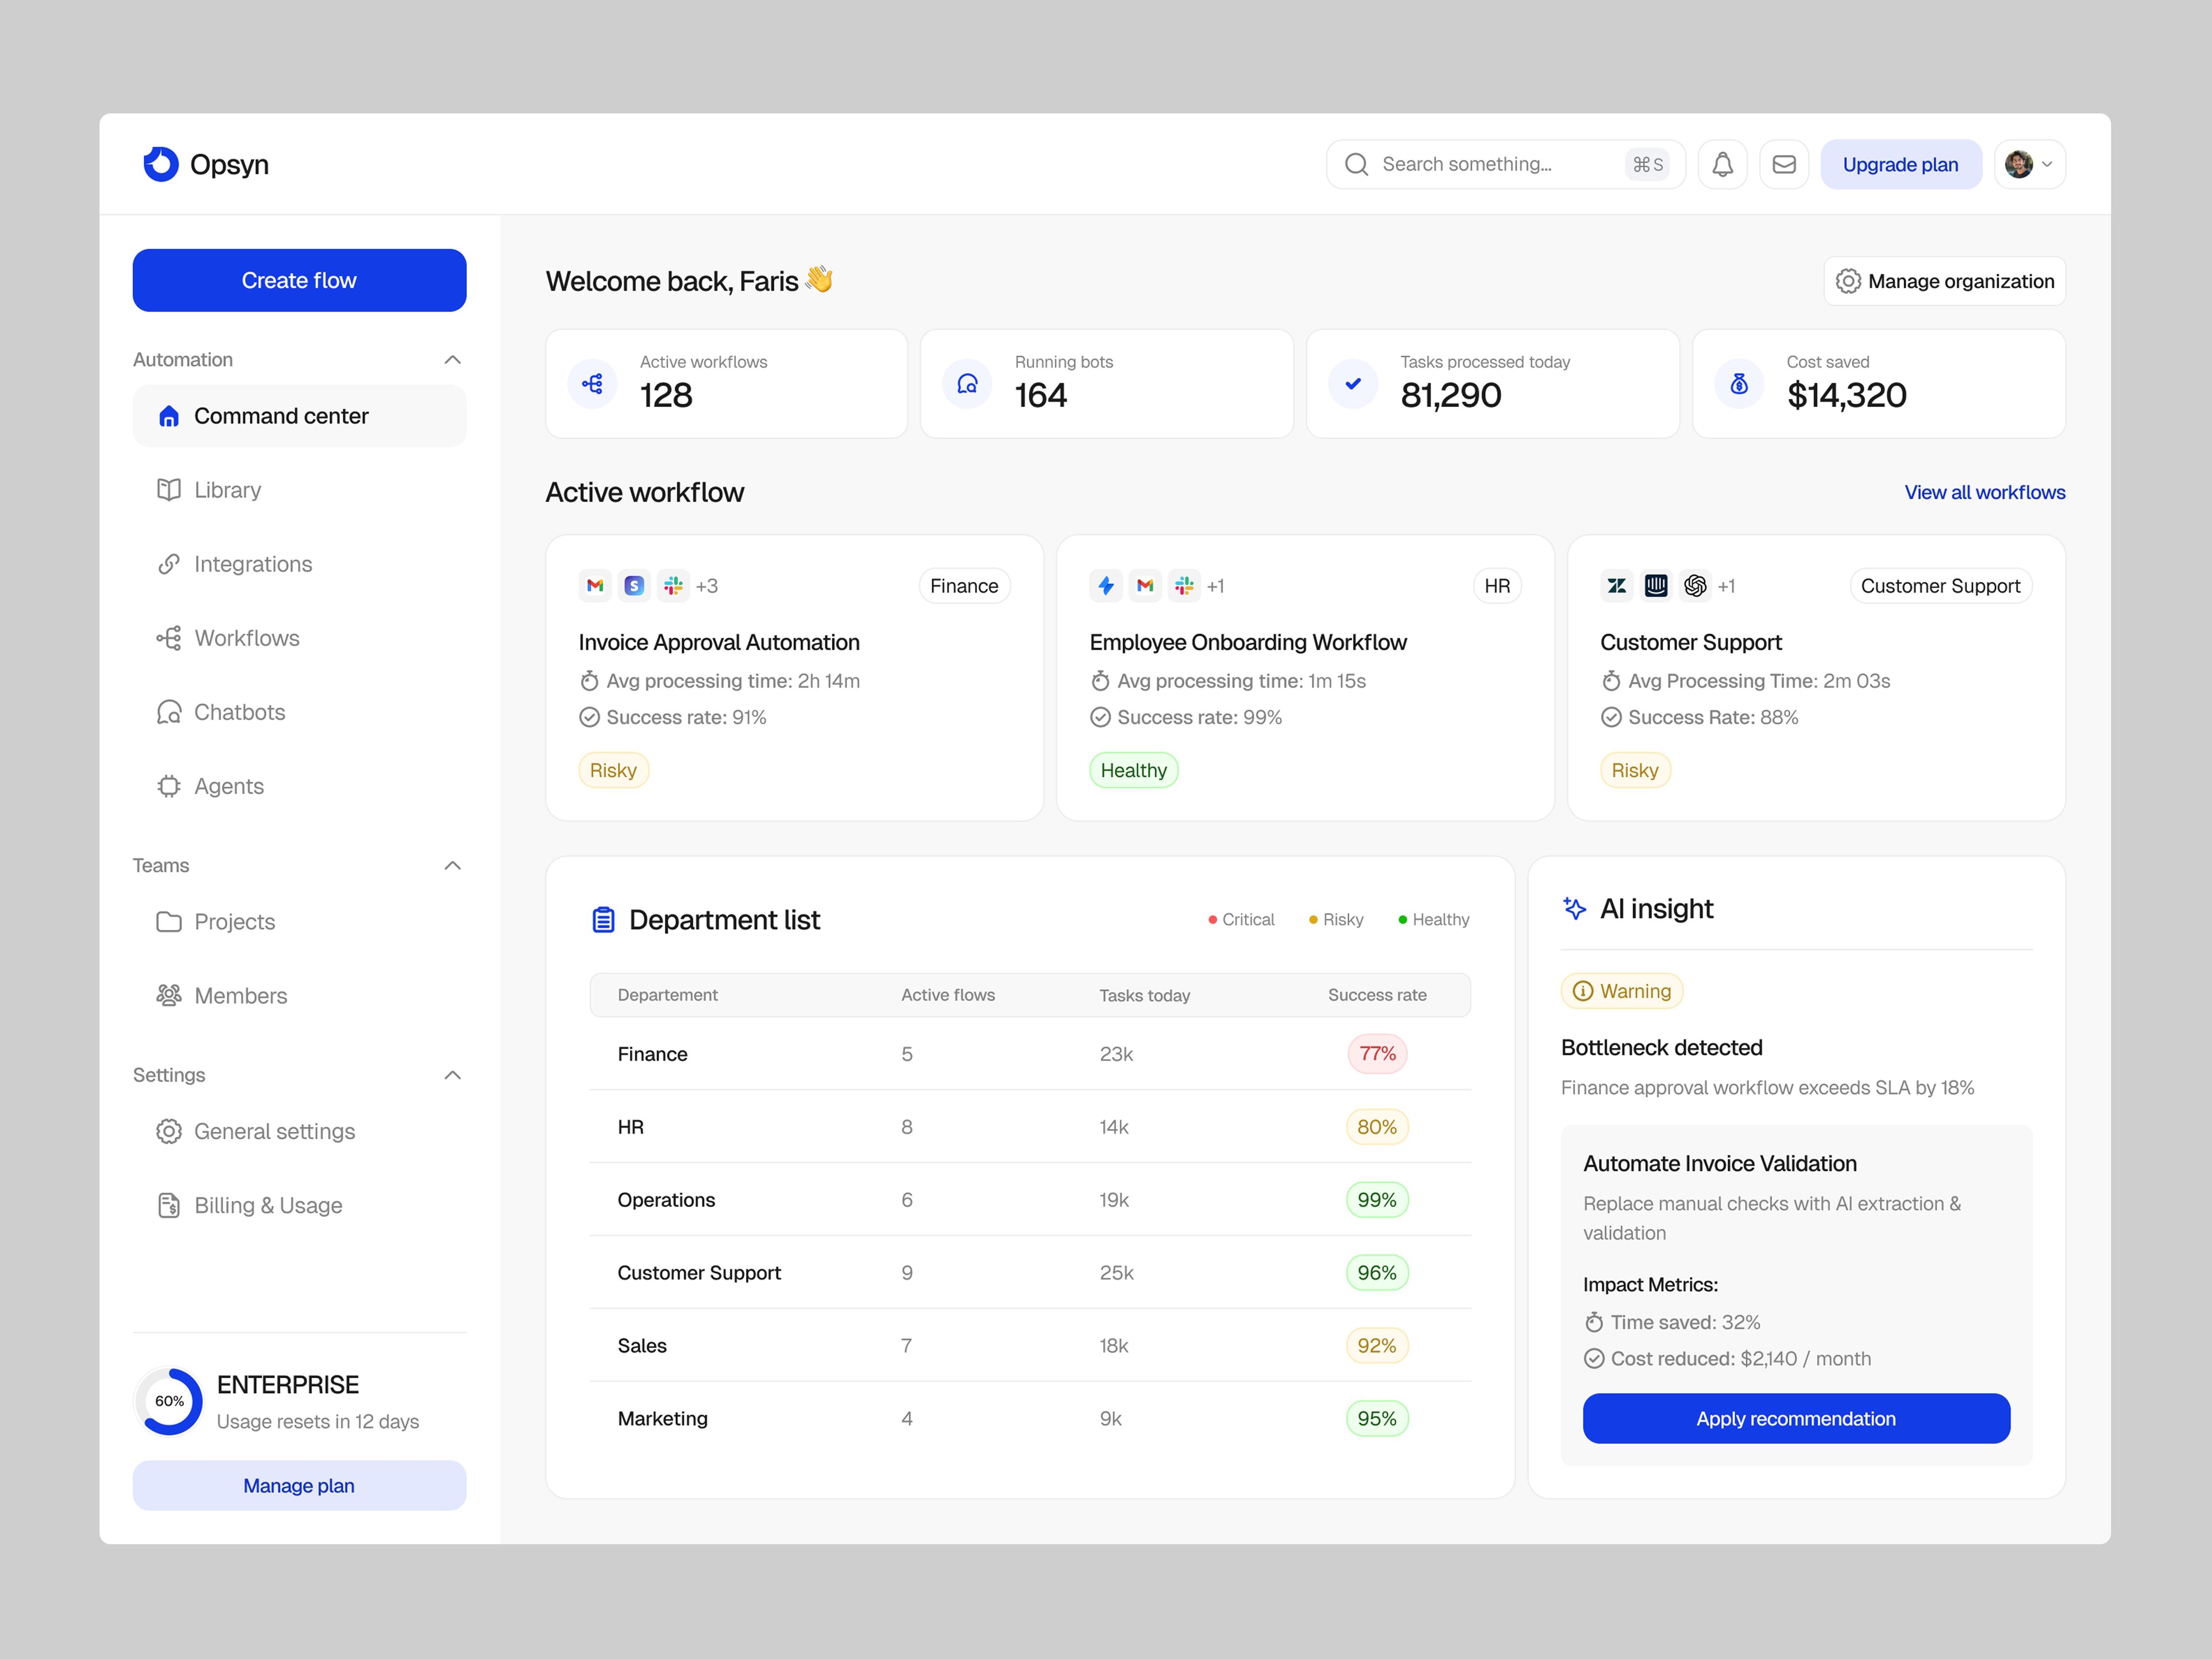 Opsyn
Search something...
⌘ S
Upgrade plan
Create flow
Automation
Command center
Library
Integrations
Workflows
Chatbots
Agents
Teams
Projects
Members
Settings
General settings
Billing & Usage
60%
ENTERPRISE
Usage resets in 12 days
Manage plan
Welcome back, Faris 👋
Manage organization
Active workflows
128
Running bots
164
Tasks processed today
81,290
Cost saved
$14,320
Active workflow
View all workflows
S
+3
Finance
Invoice Approval Automation
Avg processing time: 2h 14m
Success rate: 91%
Risky
+1
HR
Employee Onboarding Workflow
Avg processing time: 1m 15s
Success rate: 99%
Healthy
+1
Customer Support
Customer Support
Avg Processing Time: 2m 03s
Success Rate: 88%
Risky
Department list
Critical
Risky
Healthy
Departement Active flows Tasks today Success rate
Finance 5 23k 77%
HR 8 14k 80%
Operations 6 19k 99%
Customer Support 9 25k 96%
Sales 7 18k 92%
Marketing 4 9k 95%
AI insight
Warning
Bottleneck detected
Finance approval workflow exceeds SLA by 18%
Automate Invoice Validation
Replace manual checks with AI extraction &
validation
Impact Metrics:
Time saved: 32%
Cost reduced: $2,140 / month
Apply recommendation